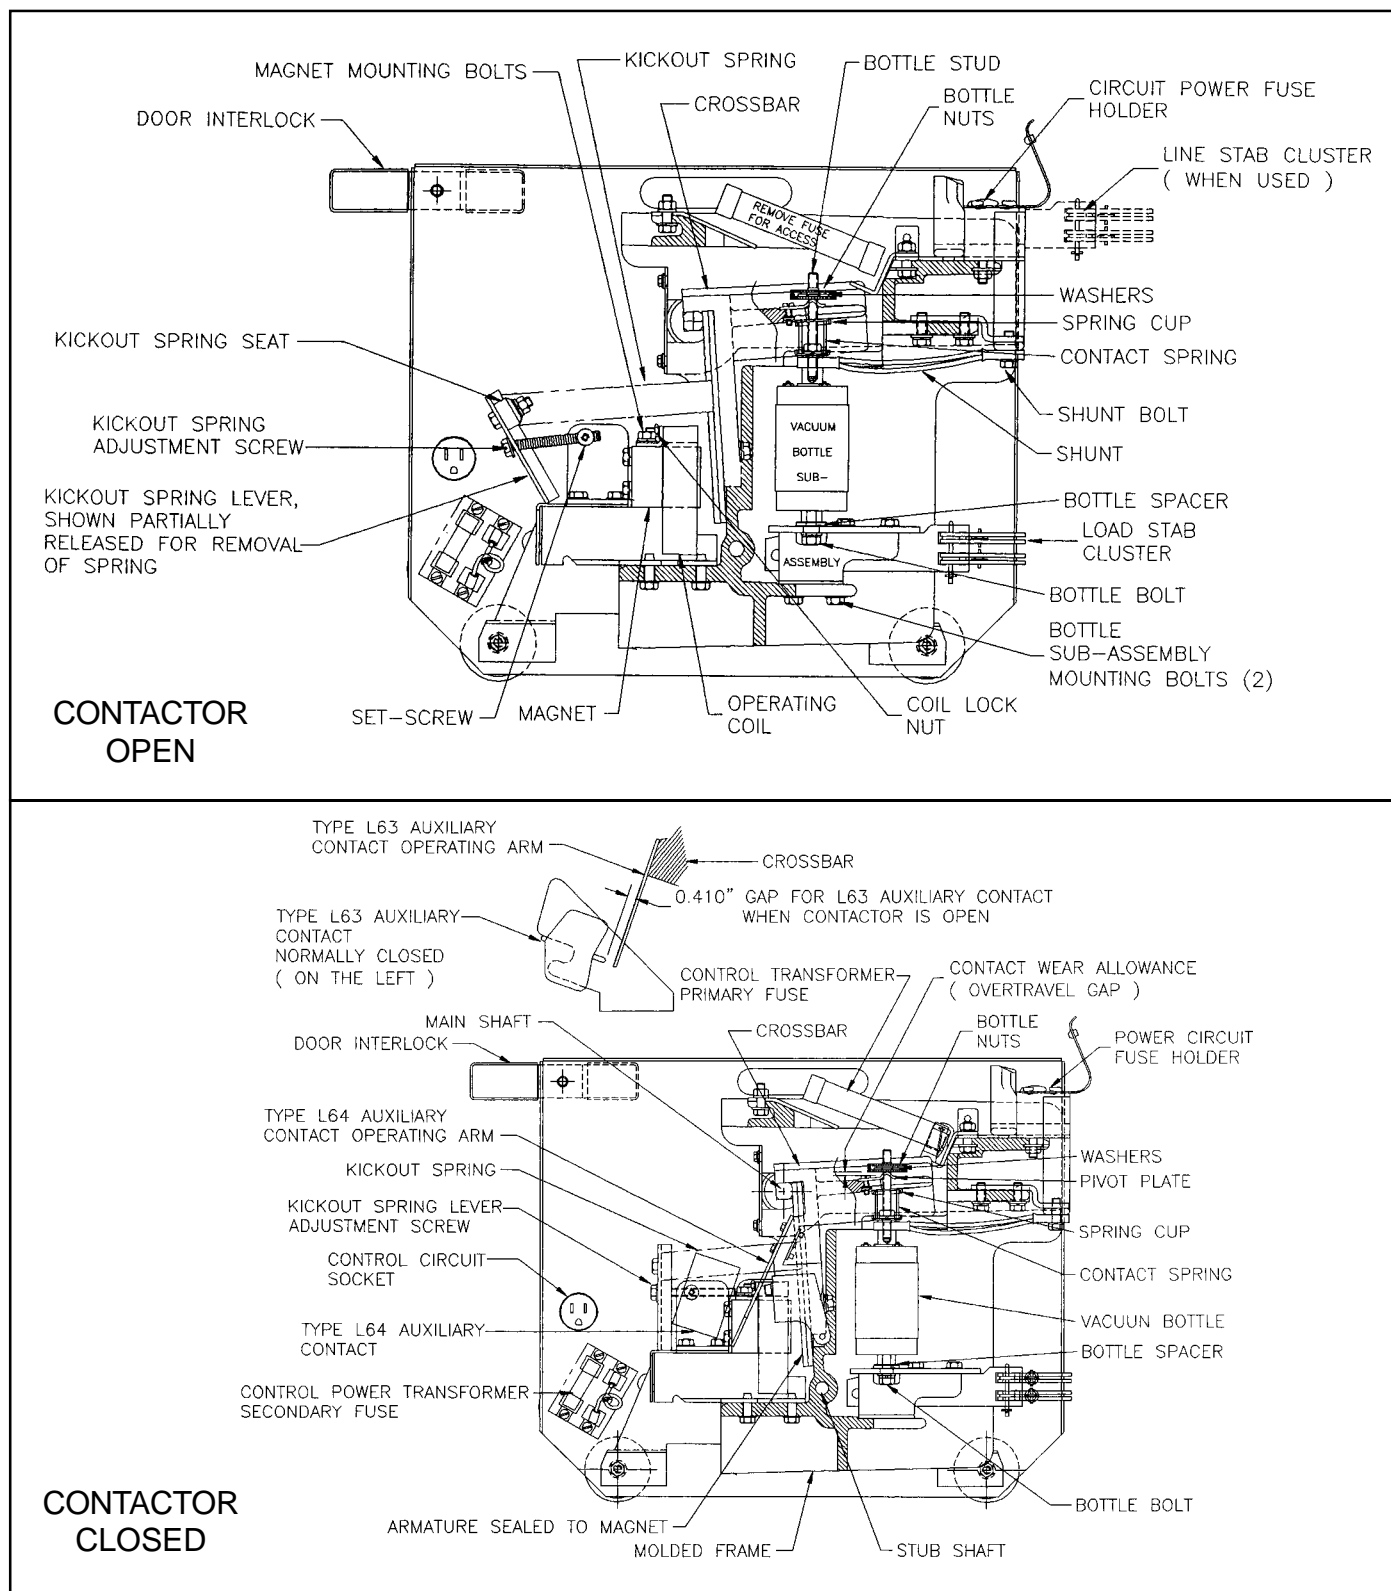 MAGNET MOUNTING BOLTS
KICKOUT SPRING
BOTTLE STUD
CROSSBAR
BOTTLE
NUTS
CIRCUIT POWER FUSE
HOLDER
DOOR INTERLOCK
LINE STAB CLUSTER
( WHEN USED )
REMOVE FUSE
FOR ACCESS
WASHERS
SPRING CUP
CONTACT SPRING
KICKOUT SPRING SEAT
SHUNT BOLT
KICKOUT SPRING
ADJUSTMENT SCREW
VACUUM
BOTTLE
SUB-
SHUNT
KICKOUT SPRING LEVER,
SHOWN PARTIALLY
RELEASED FOR REMOVAL
OF SPRING
BOTTLE SPACER
LOAD STAB
CLUSTER
ASSEMBLY
BOTTLE BOLT
BOTTLE
SUB-ASSEMBLY
MOUNTING BOLTS (2)
CONTACTOR
OPEN
SET-SCREW
MAGNET
OPERATING
COIL
COIL LOCK
NUT
TYPE L63 AUXILIARY
CONTACT OPERATING ARM
CROSSBAR
0.410" GAP FOR L63 AUXILIARY CONTACT
WHEN CONTACTOR IS OPEN
TYPE L63 AUXILIARY
CONTACT
NORMALLY CLOSED
( ON THE LEFT )
CONTROL TRANSFORMER
PRIMARY FUSE
CONTACT WEAR ALLOWANCE
( OVERTRAVEL GAP )
MAIN SHAFT
CROSSBAR
BOTTLE
NUTS
DOOR INTERLOCK
POWER CIRCUIT
FUSE HOLDER
TYPE L64 AUXILIARY
CONTACT OPERATING ARM
WASHERS
KICKOUT SPRING
PIVOT PLATE
KICKOUT SPRING LEVER
ADJUSTMENT SCREW
SPRING CUP
CONTROL CIRCUIT
SOCKET
CONTACT SPRING
TYPE L64 AUXILIARY
CONTACT
VACUUN BOTTLE
BOTTLE SPACER
CONTROL POWER TRANSFORMER
SECONDARY FUSE
CONTACTOR
CLOSED
BOTTLE BOLT
ARMATURE SEALED TO MAGNET
MOLDED FRAME
STUB SHAFT